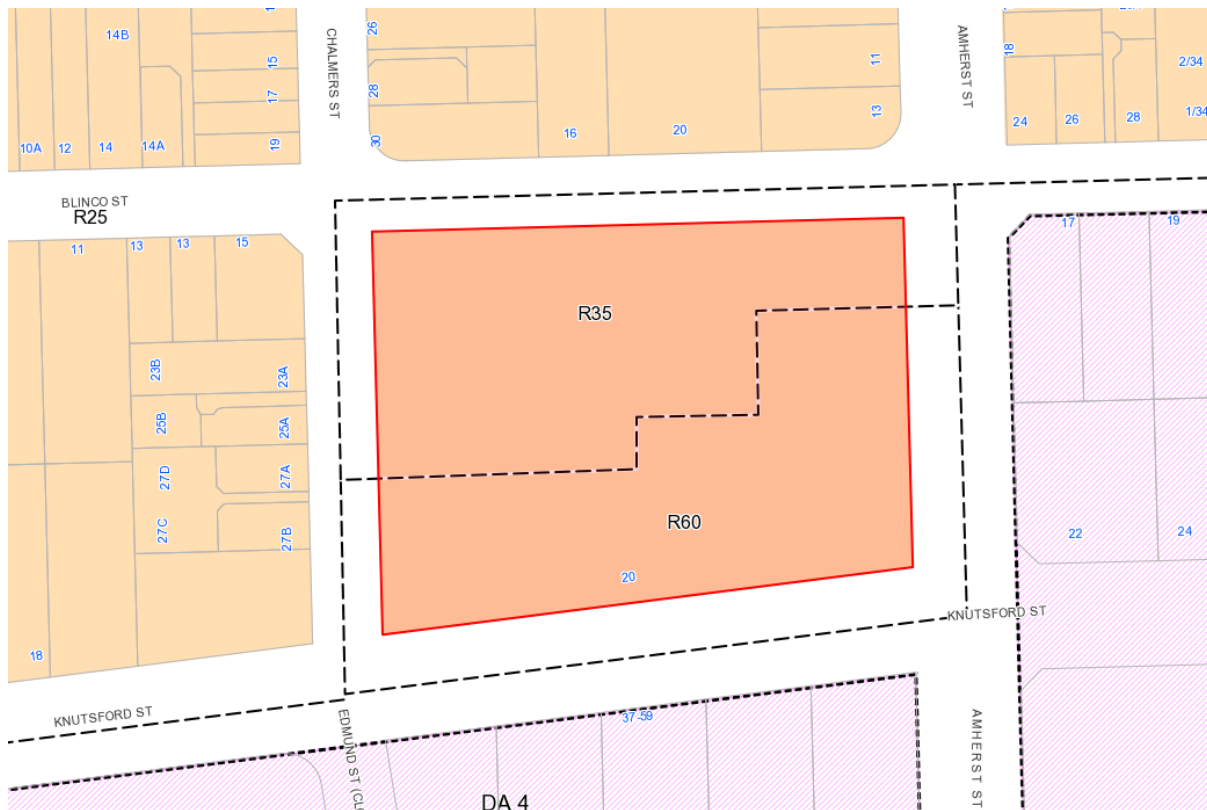 14B
15
17
19
10A
12
14
14A
CHALMERS ST
26
28
30
16
20
11
13
AMHERST ST
18
24
26
28
2/34
1/34
BLINCO ST
R25
11
13
13
15
23B
23A
25B
25A
27D
27A
27C
27B
18
R35
R60
20
17
19
22
24
KNUTSFORD ST
KNUTSFORD ST
EDMUND ST
37-59
AMHERST ST
DA 4